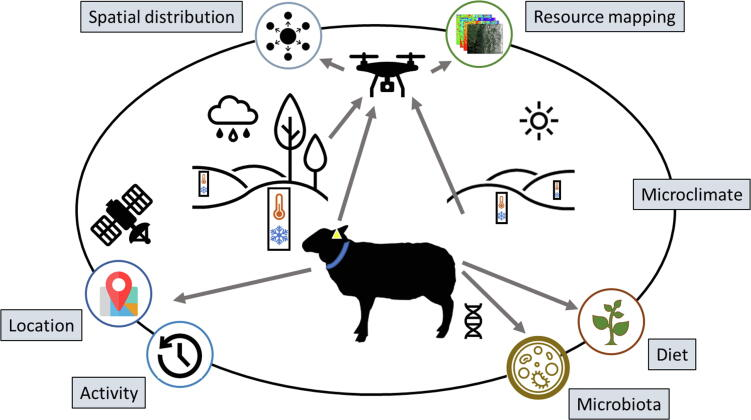 Spatial distribution
Resource mapping
Microclimate
Location
Activity
Diet
Microbiota